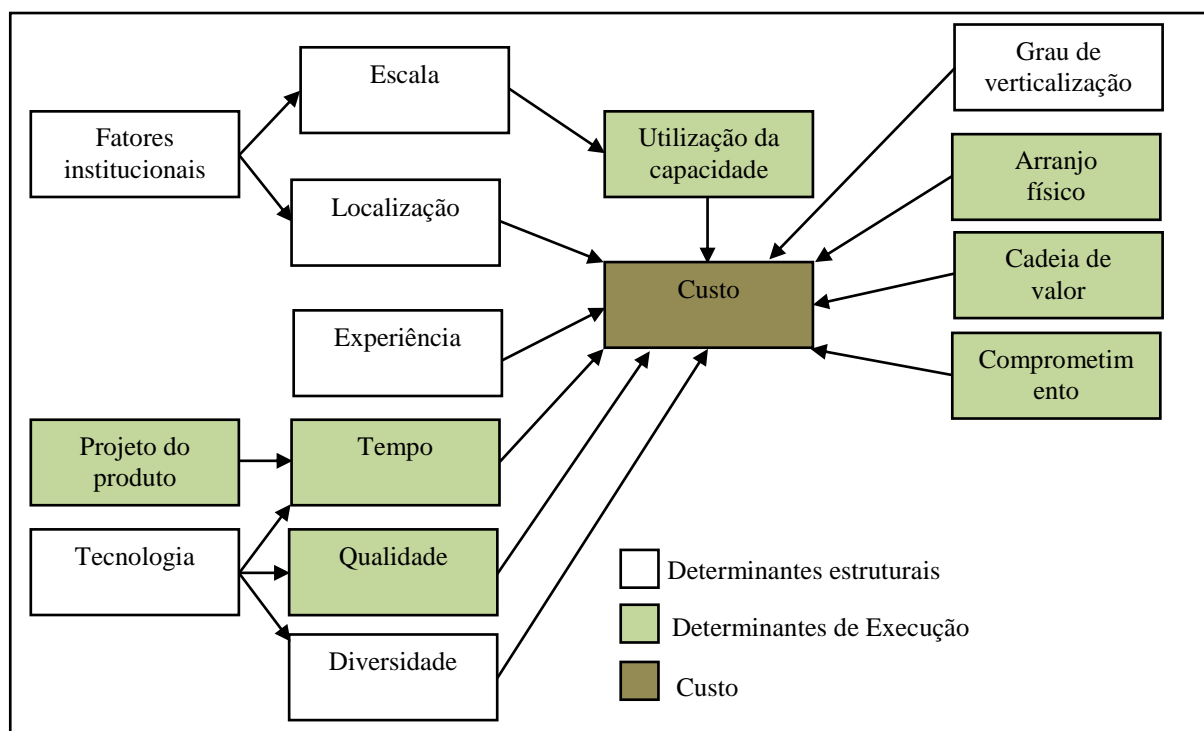 Escala
Grau de
verticalização
Fatores
institucionais
Utilização da
capacidade
Arranjo
físico
Localização
Cadeia de
valor
Custo
Experiência
Comprometim
ento
Projeto do
produto
Tempo
Tecnologia
Qualidade
Determinantes estruturais
Determinantes de Execução
Diversidade
Custo